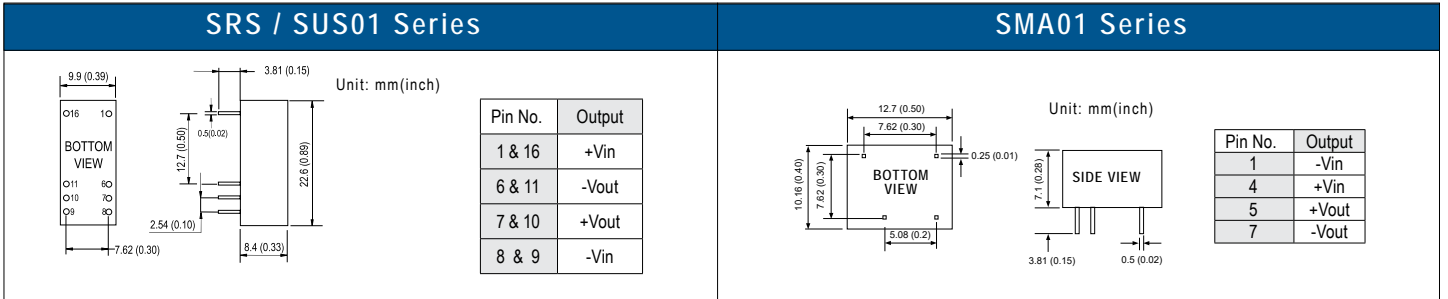 SRS / SUS01 Series
SMA01 Series
9.9 (0.39)
3.81 (0.15)
Unit: mm(inch)
16 1
BOTTOM
VIEW
11 6
10 7
9 8
7.62 (0.30)
0.5(0.02)
12.7 (0.50)
2.54 (0.10)
22.6 (0.89)
8.4 (0.33)
Pin No. Output
1 & 16 +Vin
6 & 11 -Vout
7 & 10 +Vout
8 & 9 -Vin
12.7 (0.50)
7.62 (0.30)
0.25 (0.01)
10.16 (0.40)
7.62 (0.30)
BOTTOM
VIEW
5.08 (0.2)
Unit: mm(inch)
7.1 (0.28)
SIDE VIEW
3.81 (0.15)
0.5 (0.02)
Pin No. Output
1 -Vin
4 +Vin
5 +Vout
7 -Vout